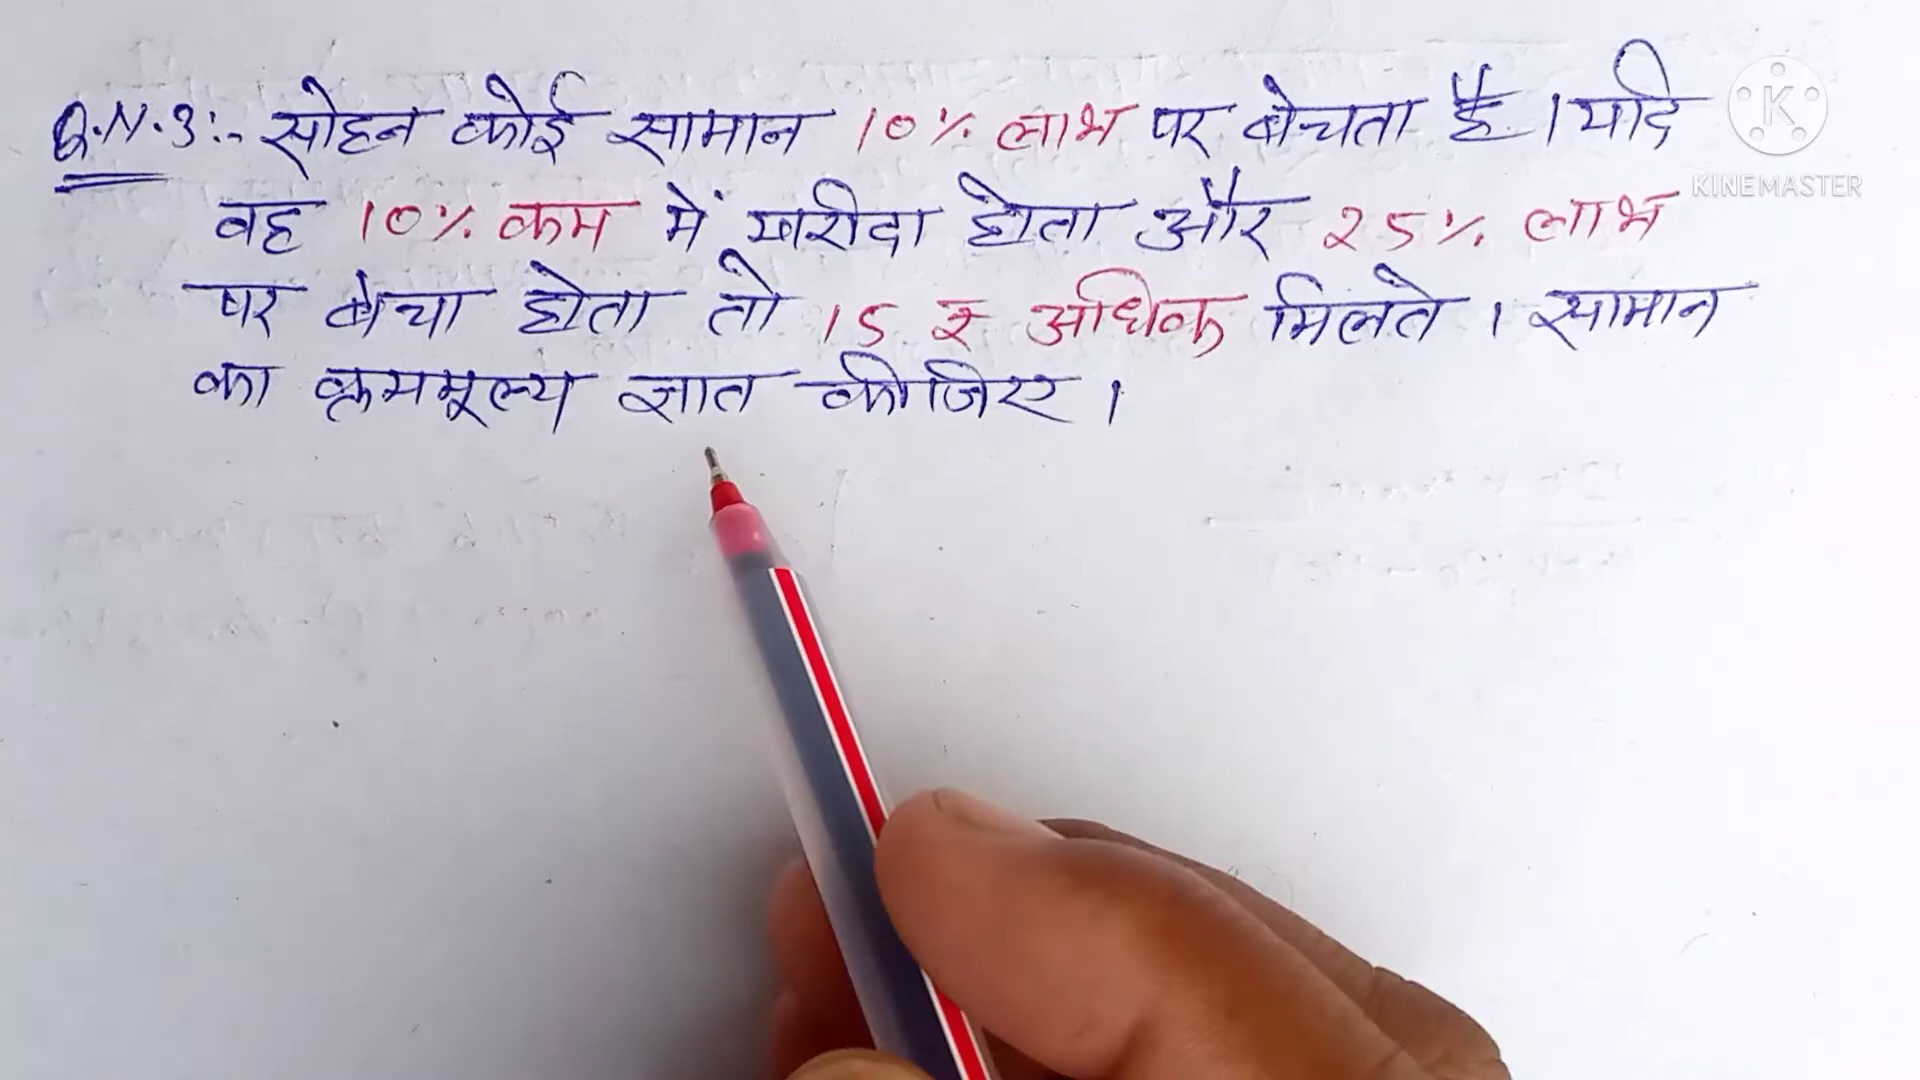 Q.N.3:- सोहन कोई सामान 10% लाभ पर बेचता है । यदि
वह 10% कम में खरीदा होता और 25% लाभ
पर बेचा होता तो 15 ₹ अधिक मिलते । सामान
का क्रयमूल्य ज्ञात कीजिए ।
K
KINEMASTER